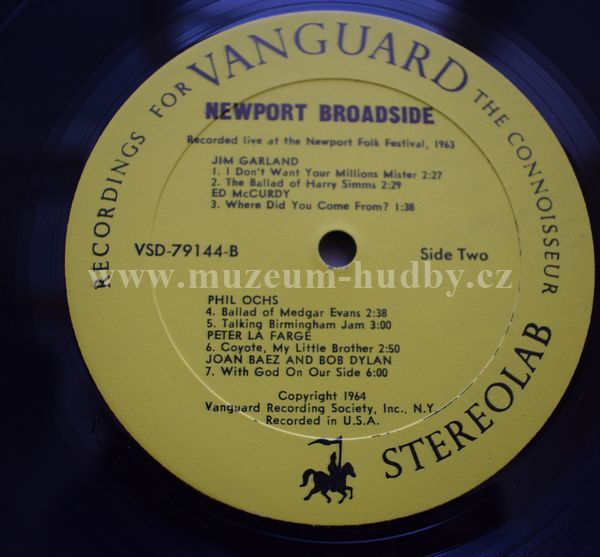 RECORDINGS FOR VANGUARD THE CONNOISSEUR
NEWPORT BROADSIDE
Recorded live at the Newport Folk Festival, 1963
JIM GARLAND
1. I Don't Want Your Millions Mister 2:27
2. The Ballad of Harry Simms 2:29
ED McCURDY
3. Where Did You Come From? 1:38
VSD-79144-B
Side Two
www.muzeum-hudby.cz
PHIL OCHS
4. Ballad of Medgar Evans 2:38
5. Talking Birmingham Jam 3:00
PETER LA FARGE
6. Coyote, My Little Brother 2:50
JOAN BAEZ AND BOB DYLAN
7. With God On Our Side 6:00
Copyright 1964
Vanguard Recording Society, Inc., N.Y.
Recorded in U.S.A.
STEREOLAB